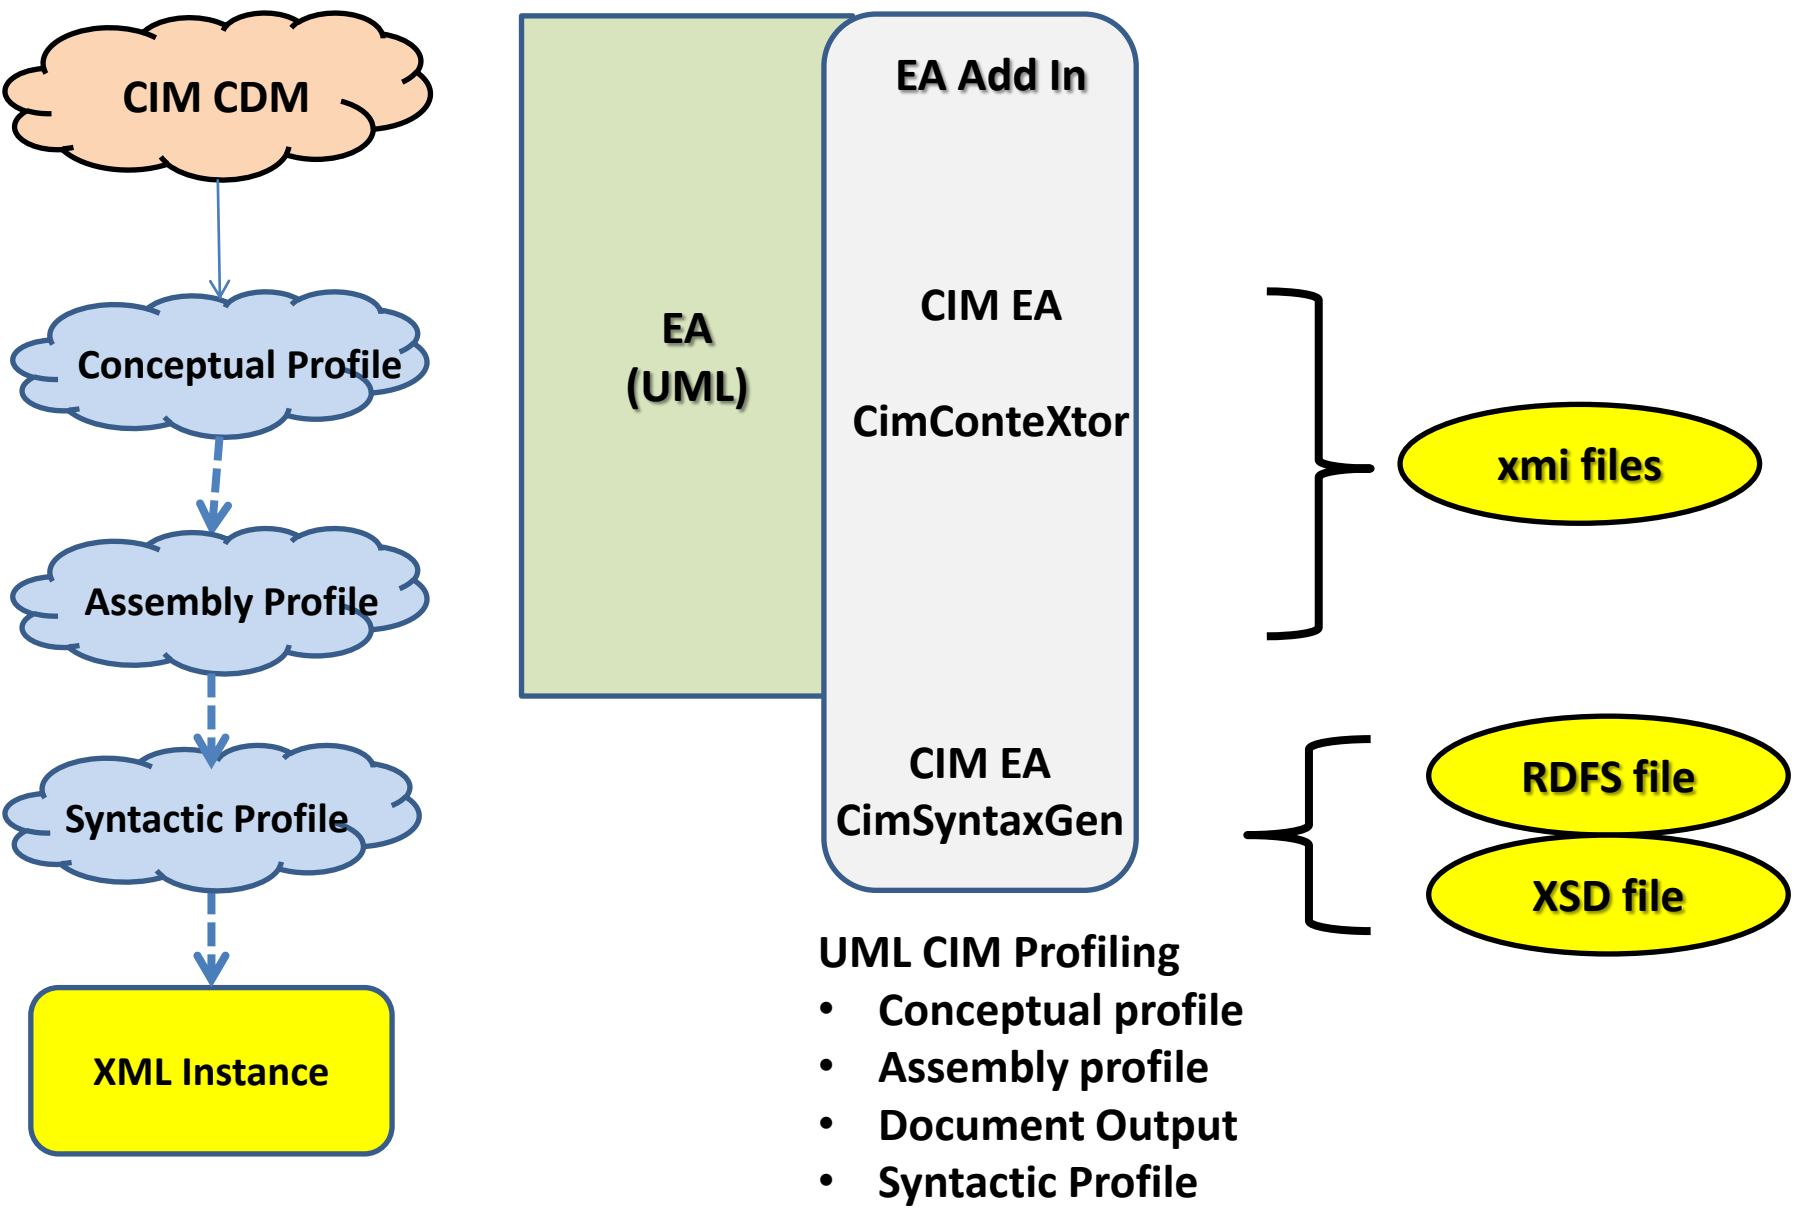 CIM CDM
Conceptual Profile
Assembly Profile
Syntactic Profile
XML Instance
EA
(UML)
EA Add In
CIM EA
CimConteXtor
CIM EA
CimSyntaxGen
UML CIM Profiling
• Conceptual profile
• Assembly profile
• Document Output
• Syntactic Profile
xmi files
RDFS file
XSD file